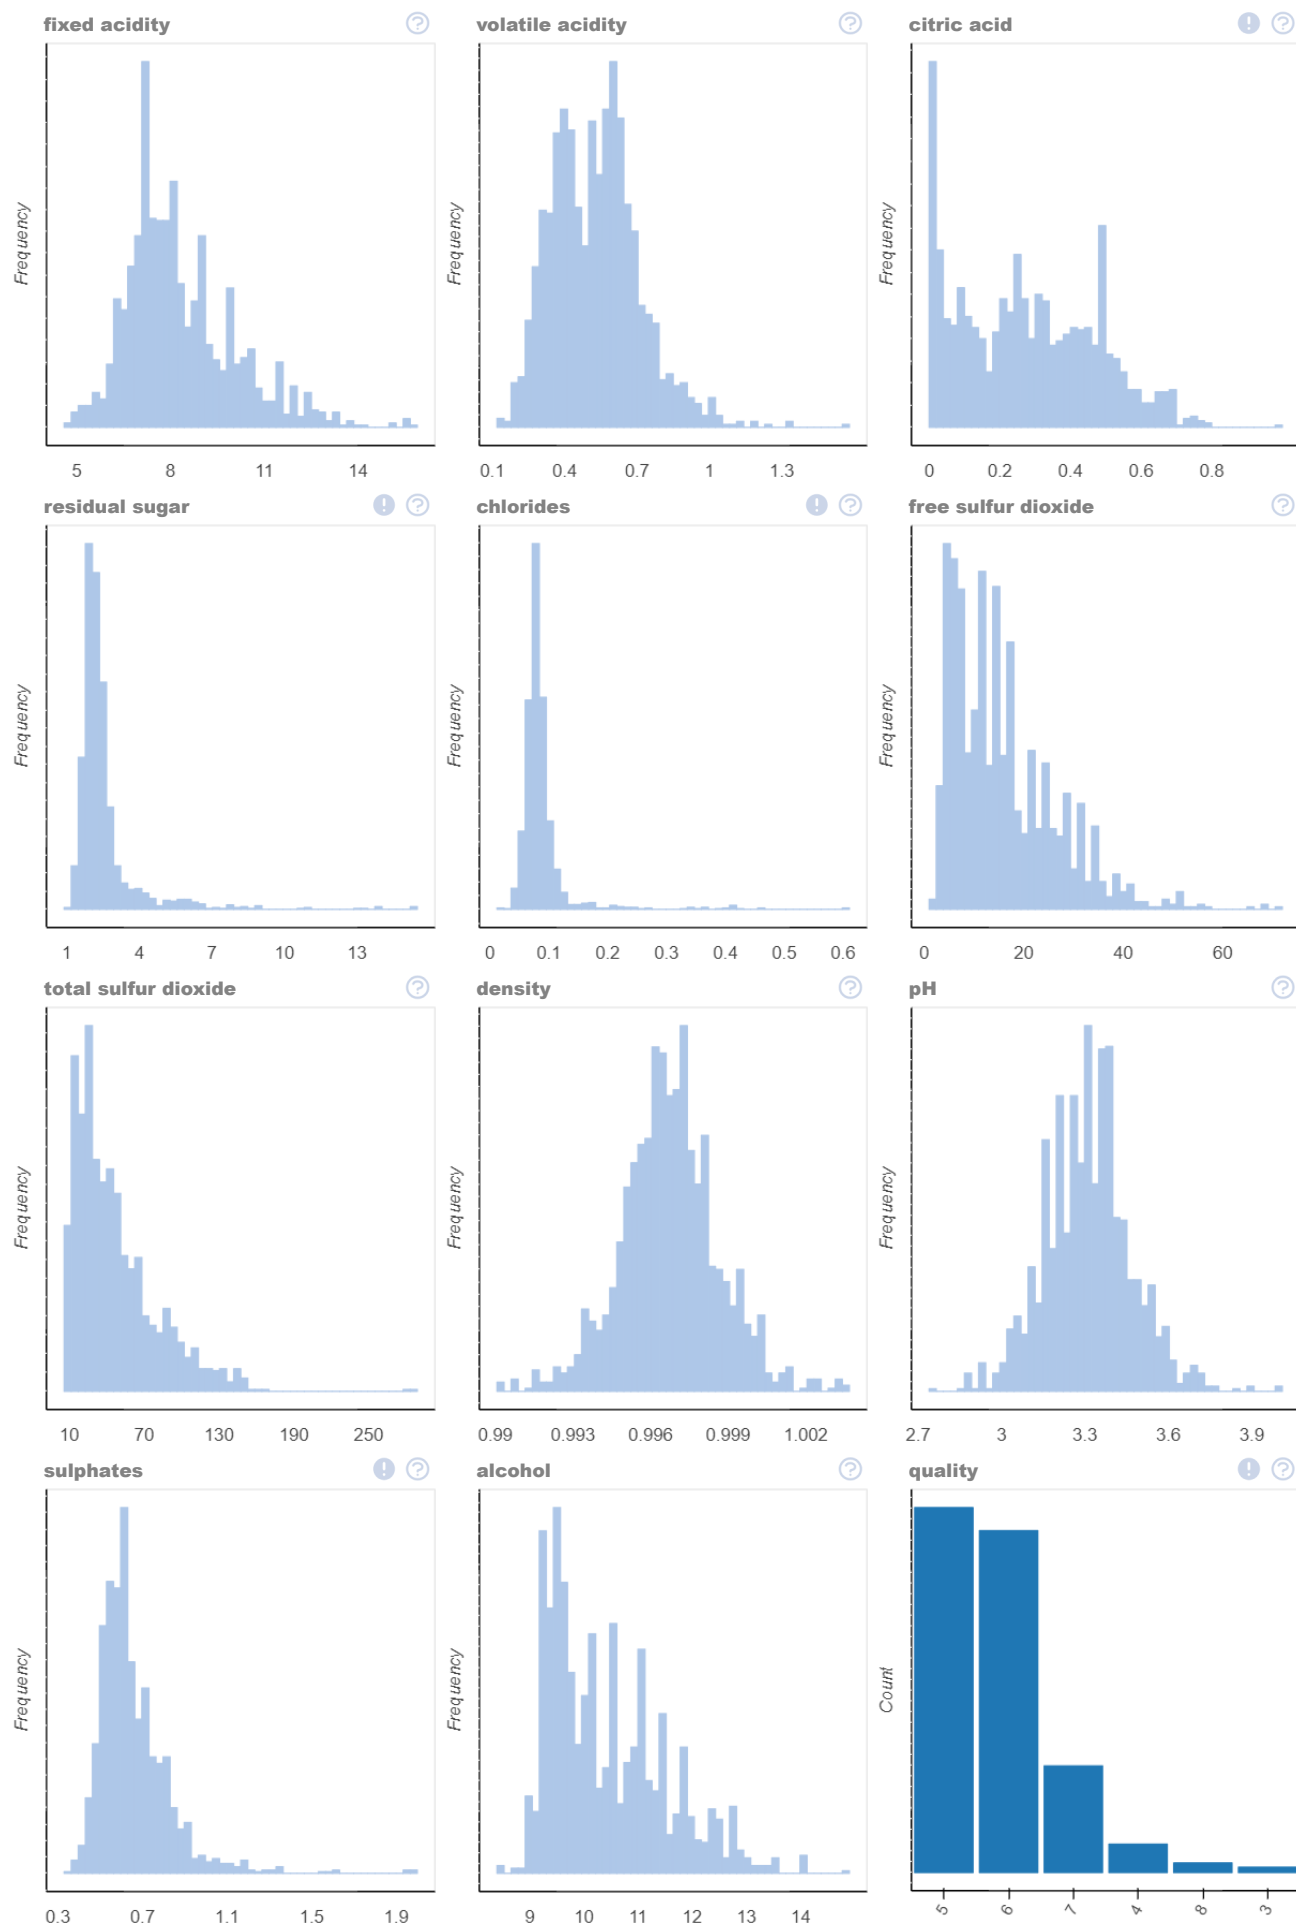 fixed acidity ?
volatile acidity ?
citric acid ! ?
Frequency
Frequency
Frequency
5 8 11 14
0.1 0.4 0.7 1 1.3
0 0.2 0.4 0.6 0.8
residual sugar ! ?
chlorides ! ?
free sulfur dioxide ?
Frequency
Frequency
Frequency
1 4 7 10 13
0 0.1 0.2 0.3 0.4 0.5 0.6
0 20 40 60
total sulfur dioxide ?
density ?
pH ?
Frequency
Frequency
Frequency
10 70 130 190 250
0.99 0.993 0.996 0.999 1.002
2.7 3 3.3 3.6 3.9
sulphates ! ?
alcohol ?
quality ! ?
Frequency
Frequency
Count
0.3 0.7 1.1 1.5 1.9
9 10 11 12 13 14
5 6 7 4 8 3